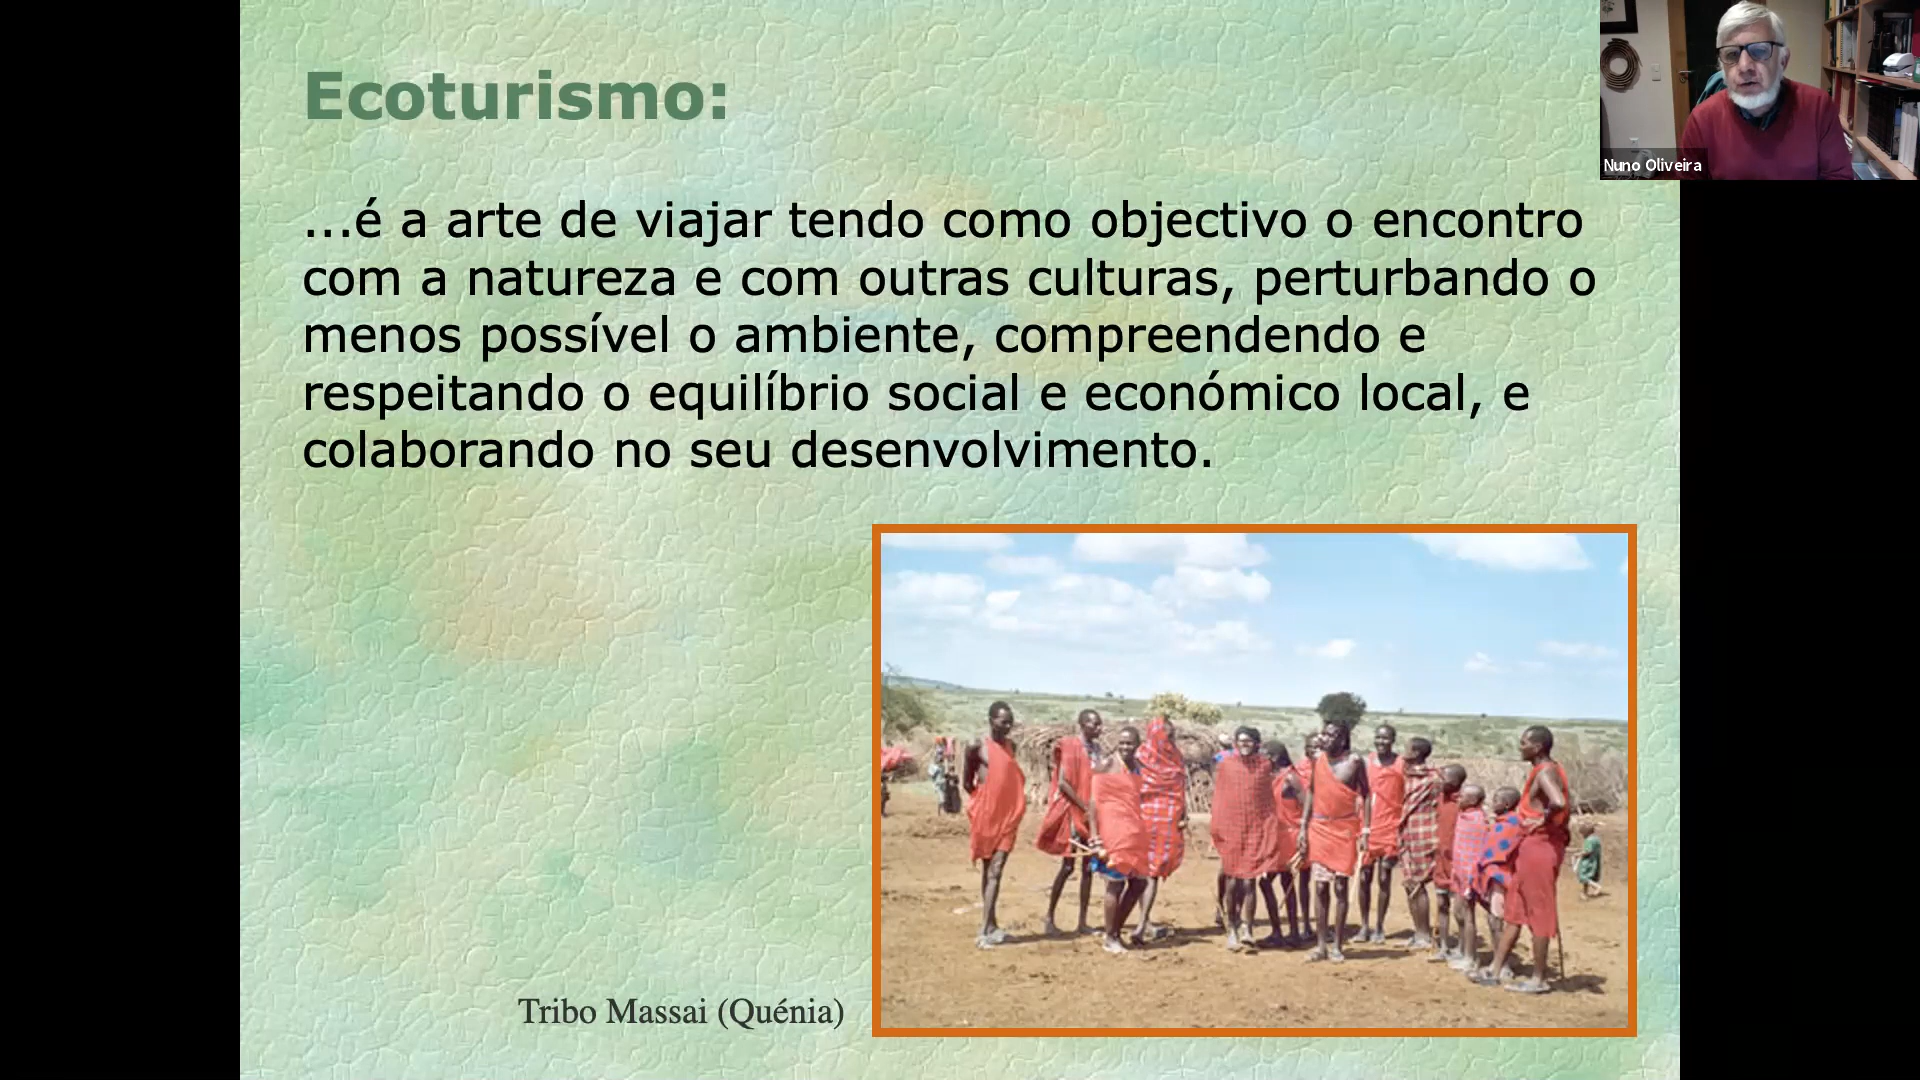 Ecoturismo:
Nuno Oliveira
...é a arte de viajar tendo como objectivo o encontro
com a natureza e com outras culturas, perturbando o
menos possível o ambiente, compreendendo e
respeitando o equilíbrio social e económico local, e
colaborando no seu desenvolvimento.
Tribo Massai (Quénia)